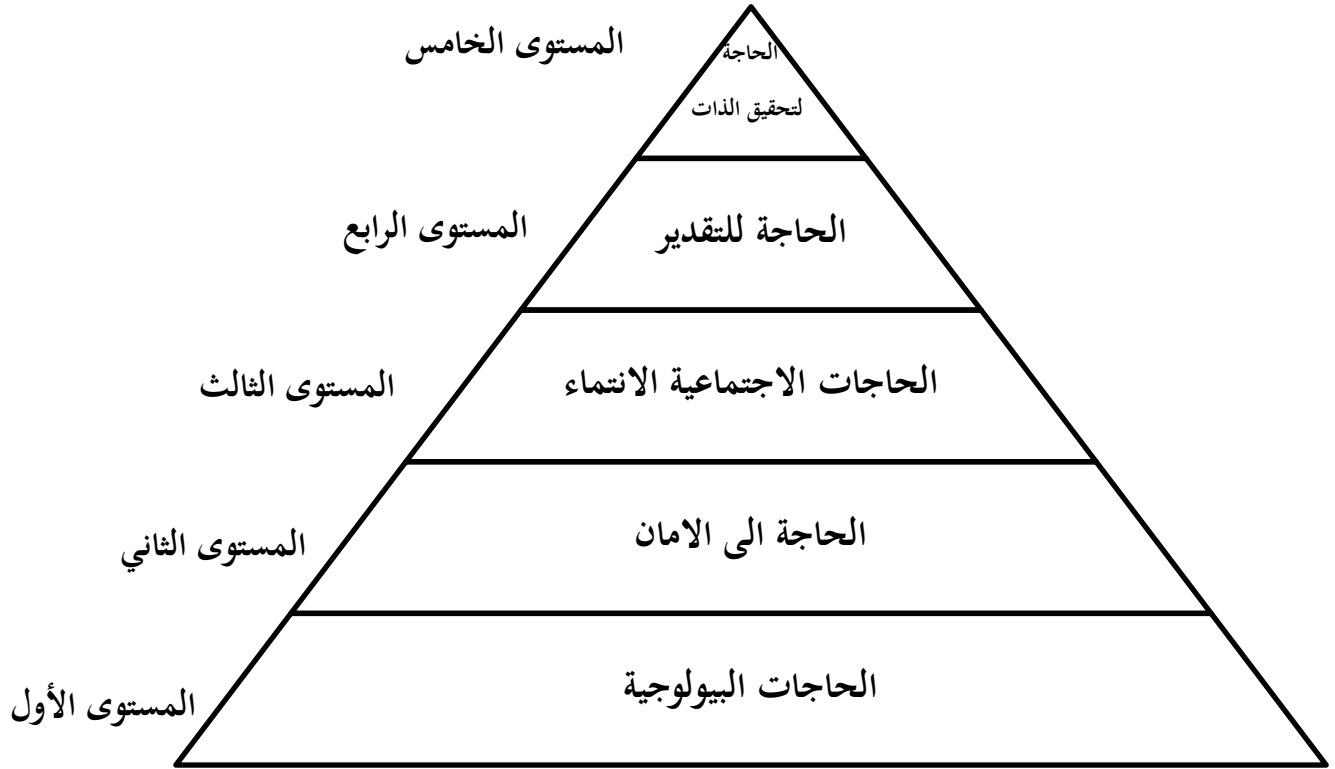 المستوى الخامس
الحاجة
لتحقيق الذات
المستوى الرابع
الحاجة للتقدير
المستوى الثالث
الحاجات الاجتماعية الانتماء
المستوى الثاني
الحاجة الى الامان
المستوى الأول
الحاجات البيولوجية